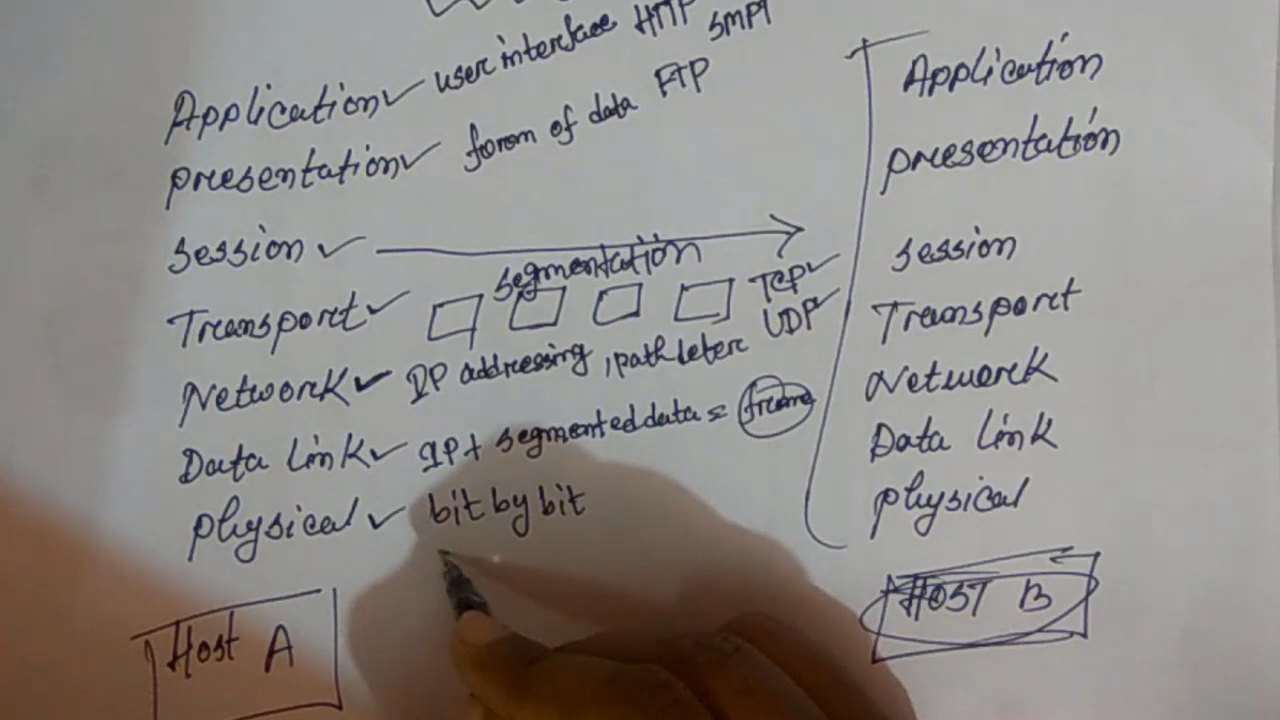 Application ✓ user interface HTTP SMPT
presentation ✓ form of data FTP
session ✓
Transport ✓ segmentation TCP ✓
UDP ✓
Network ✓ IP addressing, path
Data Link ✓ IP + segmented data = frame
physical ✓ bit by bit
Host A
Application
presentation
session
Transport
Network
Data link
physical
HOST B